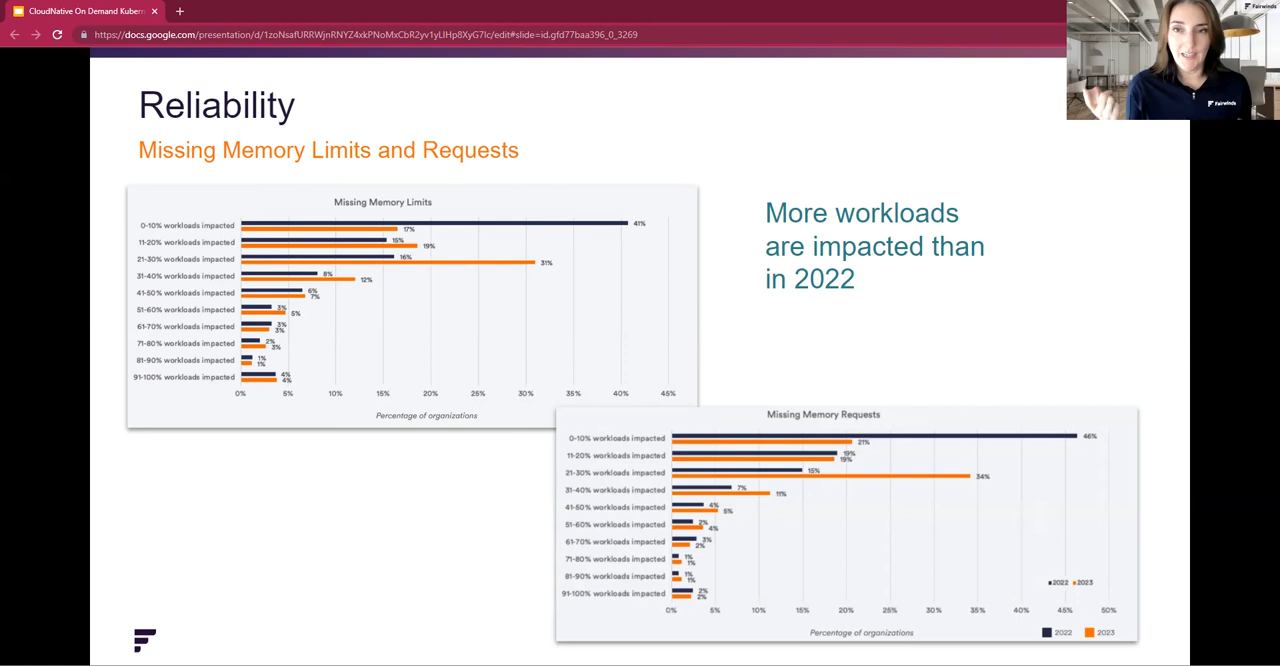 CloudNative On Demand Kubern
https://docs.google.com/presentation/d/1zoNsafURRWjnRNYZ4xkPNoMxCbR2yv1yLIHp8XyG7Ic/edit#slide=id.gfd77baa396_0_3269
Fairwinds
Fairwinds
Reliability
Missing Memory Limits and Requests
Missing Memory Limits
0-10% workloads impacted 41% 17%
11-20% workloads impacted 15% 19%
21-30% workloads impacted 16% 31%
31-40% workloads impacted 8% 12%
41-50% workloads impacted 6% 7%
51-60% workloads impacted 3% 5%
61-70% workloads impacted 3% 3%
71-80% workloads impacted 2% 3%
81-90% workloads impacted 1% 1%
91-100% workloads impacted 4% 4%
0% 5% 10% 15% 20% 25% 30% 35% 40% 45%
Percentage of organizations
More workloads
are impacted than
in 2022
Missing Memory Requests
0-10% workloads impacted 46% 21%
11-20% workloads impacted 19% 19%
21-30% workloads impacted 15% 34%
31-40% workloads impacted 7% 11%
41-50% workloads impacted 4% 5%
51-60% workloads impacted 2% 4%
61-70% workloads impacted 3% 2%
71-80% workloads impacted 1% 1%
81-90% workloads impacted 1% 1%
91-100% workloads impacted 2% 2%
2022 2023
0% 5% 10% 15% 20% 25% 30% 35% 40% 45% 50%
Percentage of organizations
2022 2023